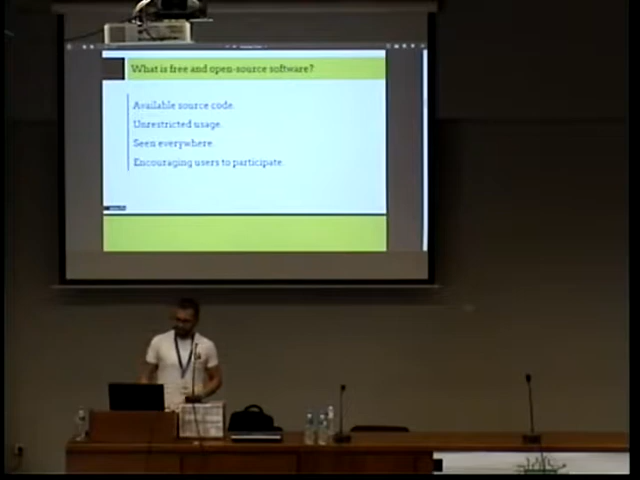 What is free and open-source software?
Available source code.
Unrestricted usage.
Seen everywhere.
Encouraging users to participate.